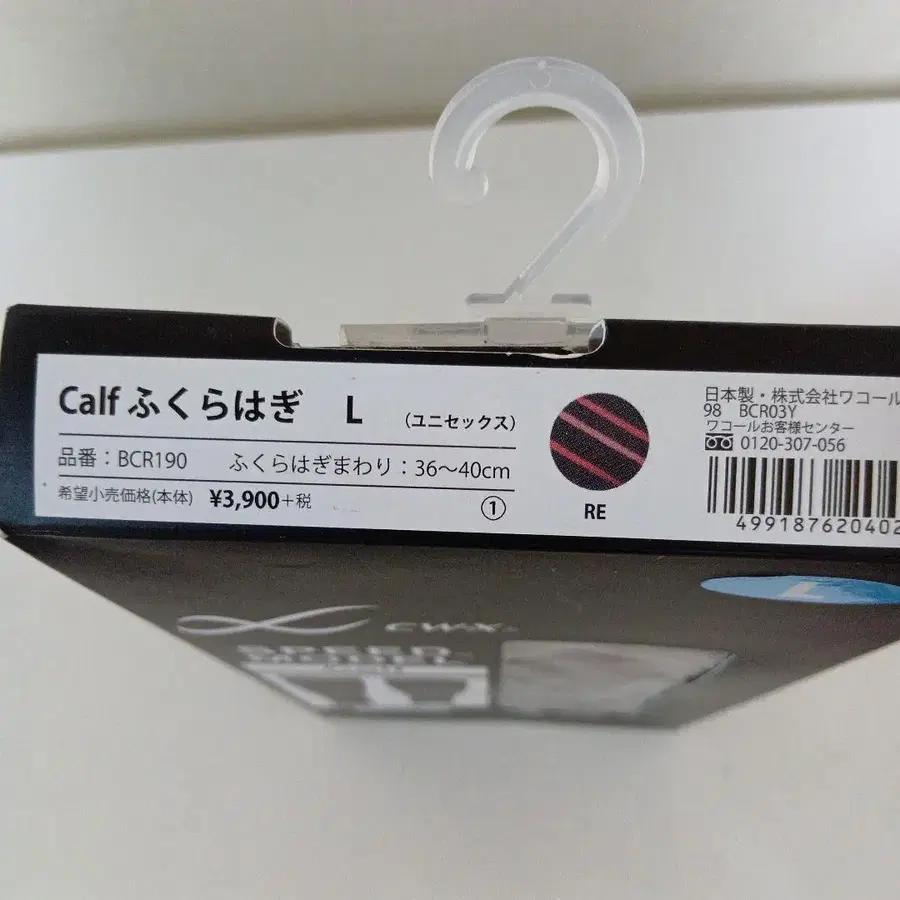 Calf ふくらはぎ L (ユニセックス)
品番：BCR190 ふくらはぎまわり：36～40cm
希望小売価格(本体) ¥3,900+税 ①
RE
日本製・株式会社ワコール
98 BCR03Y
ワコールお客様センター
0120-307-056
499187620402
L
CW-X
SPEED
MODEL